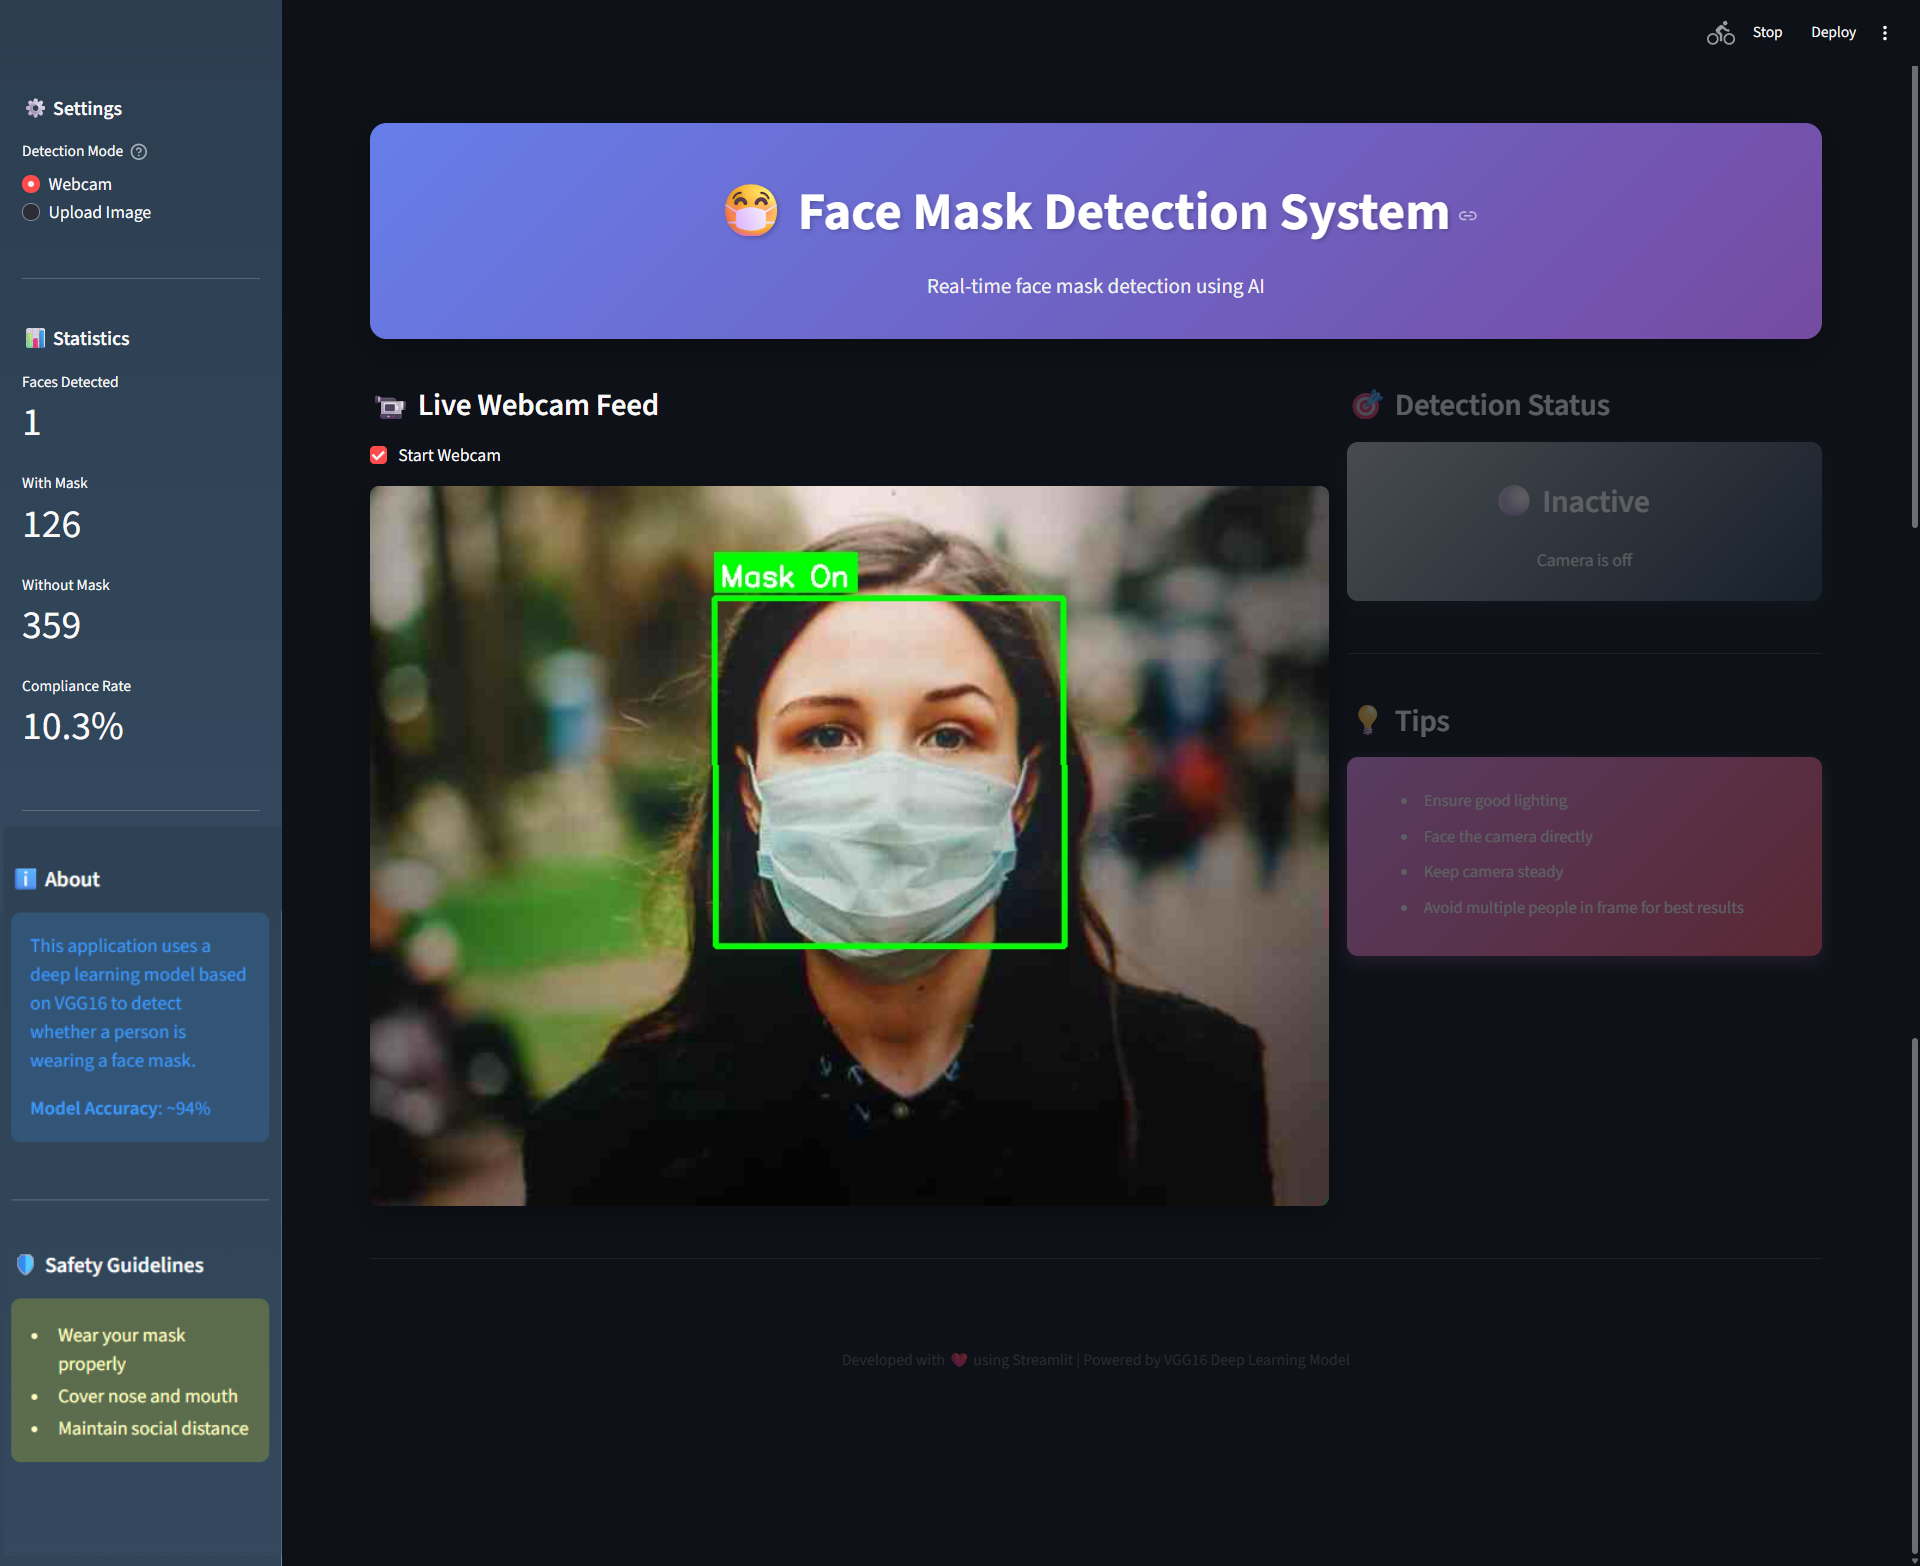 Stop
Deploy
Settings
Detection Mode
Webcam
Upload Image
Statistics
Faces Detected
1
With Mask
126
Without Mask
359
Compliance Rate
10.3%
About
This application uses a
deep learning model based
on VGG16 to detect
whether a person is
wearing a face mask.
Model Accuracy: ~94%
Safety Guidelines
Wear your mask
properly
Cover nose and mouth
Maintain social distance
Face Mask Detection System
Real-time face mask detection using AI
Live Webcam Feed
Start Webcam
Mask On
Detection Status
Inactive
Camera is off
Tips
Ensure good lighting
Face the camera directly
Keep camera steady
Avoid multiple people in frame for best results
Developed with ❤️ using Streamlit | Powered by VGG16 Deep Learning Model